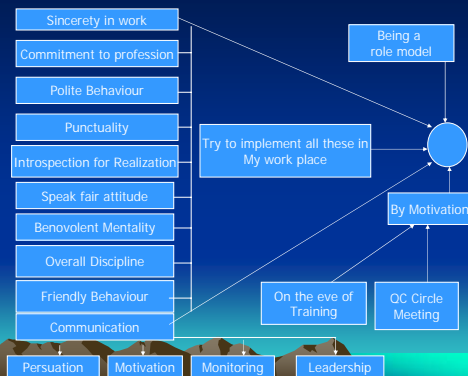 Sincerety in work
Commitment to profession
Polite Behaviour
Punctuality
Introspection for Realization
Speak fair attitude
Benovolent Mentality
Overall Discipline
Friendly Behaviour
Communication
Being a
role model
Try to implement all these in
My work place
By Motivation
On the eve of
Training
QC Circle
Meeting
Persuation
Motivation
Monitoring
Leadership